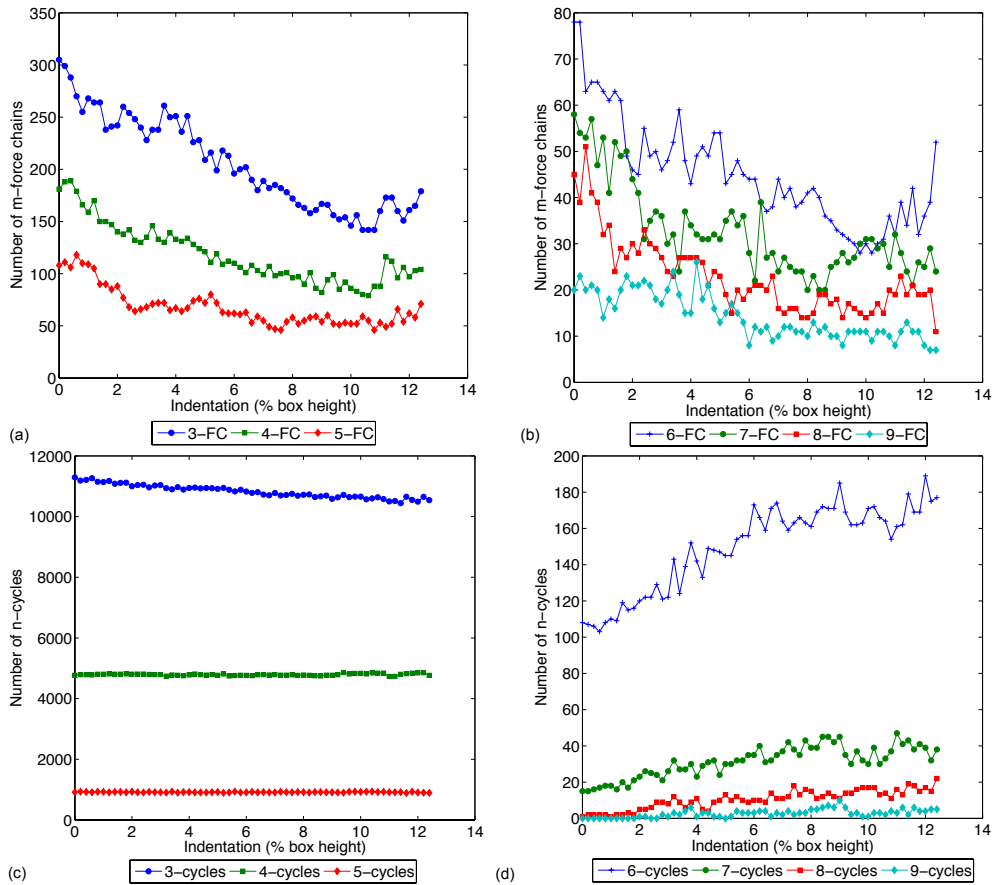 350
300
250
200
150
100
50
0
Number of m-force chains
0 2 4 6 8 10 12 14
Indentation (% box height)
(a)
3-FC 4-FC 5-FC
80
70
60
50
40
30
20
10
0
Number of m-force chains
0 2 4 6 8 10 12 14
Indentation (% box height)
(b)
6-FC 7-FC 8-FC 9-FC
12000
10000
8000
6000
4000
2000
0
Number of n-cycles
0 2 4 6 8 10 12 14
Indentation (% box height)
(c)
3-cycles 4-cycles 5-cycles
200
180
160
140
120
100
80
60
40
20
0
Number of n-cycles
0 2 4 6 8 10 12 14
Indentation (% box height)
(d)
6-cycles 7-cycles 8-cycles 9-cycles